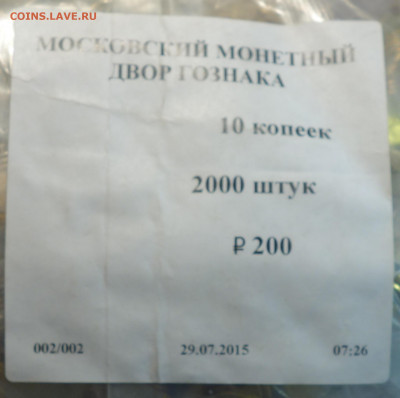 COINS.LAVE.RU
МОСКОВСКИЙ МОНЕТНЫЙ
ДВОР ГОЗНАКА
10 копеек
2000 штук
₽ 200
002/002 29.07.2015 07:26